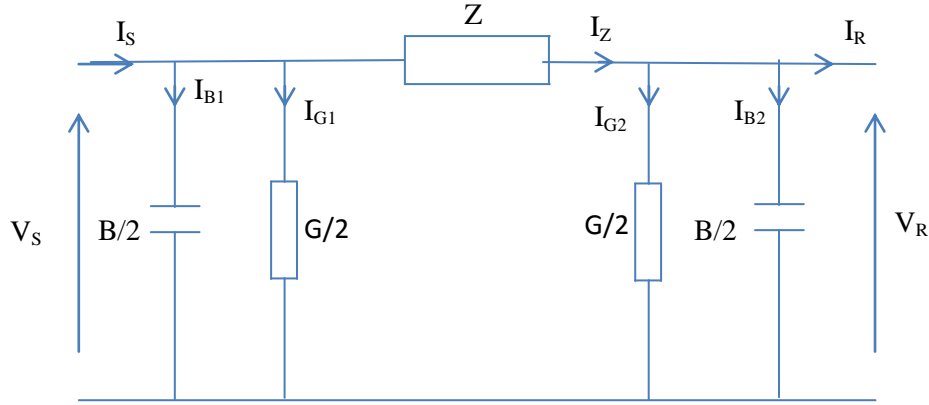 Z
I_S
I_Z
I_R
I_B1
I_G1
I_G2
I_B2
V_S
B/2
G/2
G/2
B/2
V_R